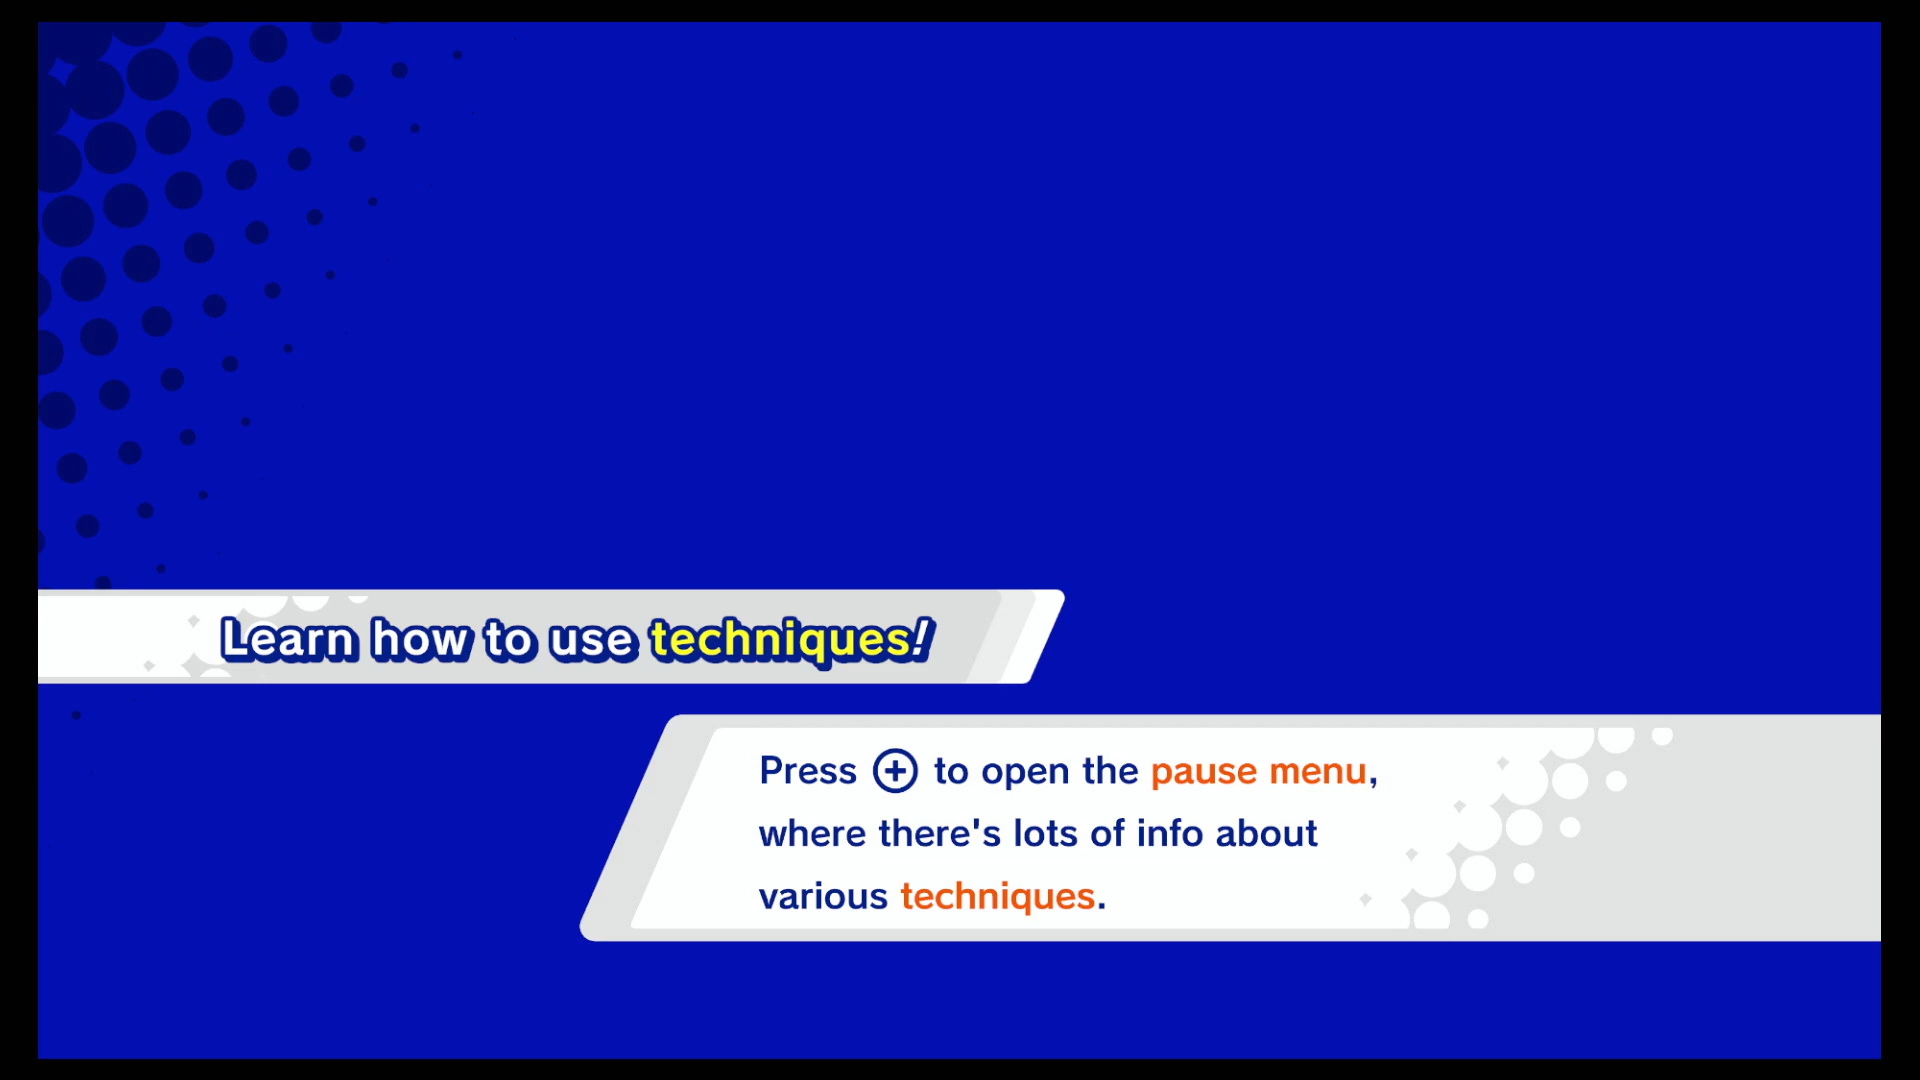 Learn how to use techniques!
Press ⊕ to open the pause menu,
where there's lots of info about
various techniques.